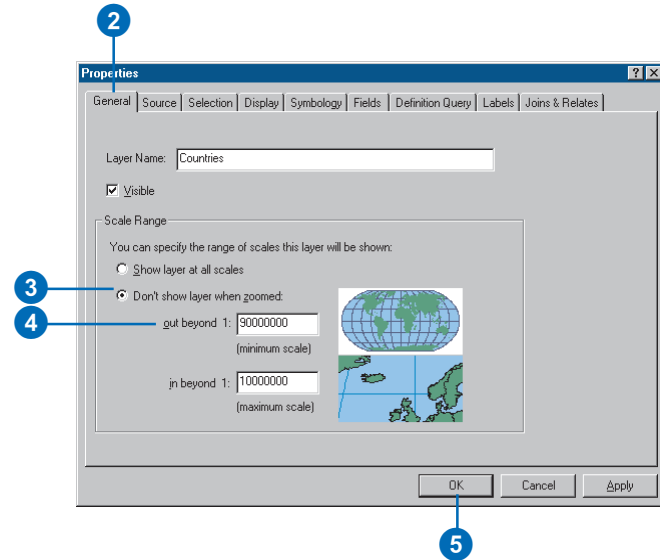 2
Properties
General Source Selection Display Symbology Fields Definition Query Labels Joins & Relates
Layer Name: Countries
Visible
Scale Range
You can specify the range of scales this layer will be shown:
Show layer at all scales
3
Don't show layer when zoomed:
4
out beyond 1: 90000000
(minimum scale)
in beyond 1: 10000000
(maximum scale)
OK Cancel Apply
5